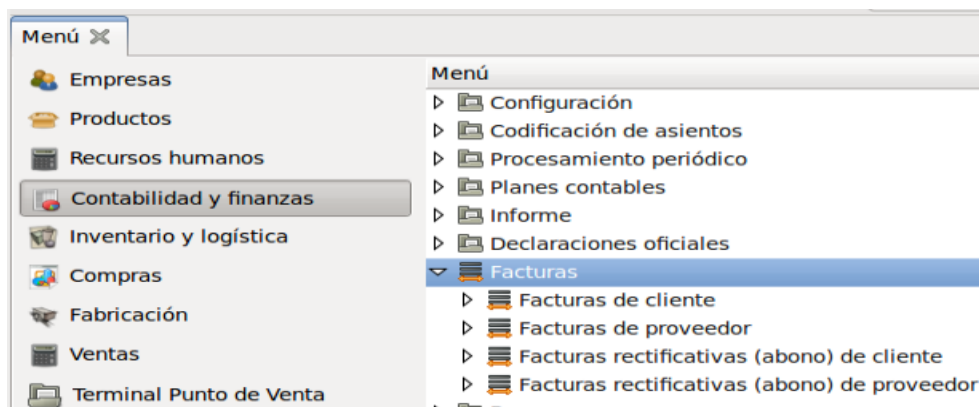 Menú
Empresas
Productos
Recursos humanos
Contabilidad y finanzas
Inventario y logística
Compras
Fabricación
Ventas
Terminal Punto de Venta
Menú
Configuración
Codificación de asientos
Procesamiento periódico
Planes contables
Informe
Declaraciones oficiales
Facturas
Facturas de cliente
Facturas de proveedor
Facturas rectificativas (abono) de cliente
Facturas rectificativas (abono) de proveedor